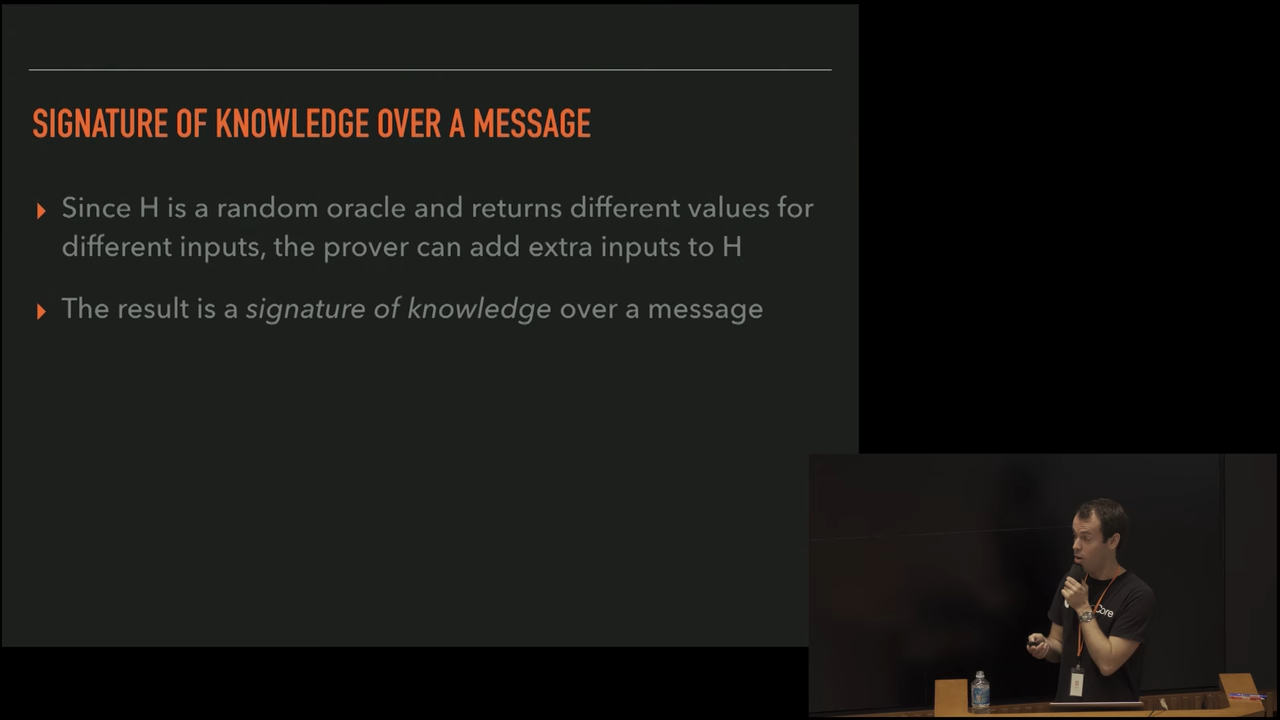 SIGNATURE OF KNOWLEDGE OVER A MESSAGE
Since H is a random oracle and returns different values for
different inputs, the prover can add extra inputs to H
The result is a signature of knowledge over a message
Core